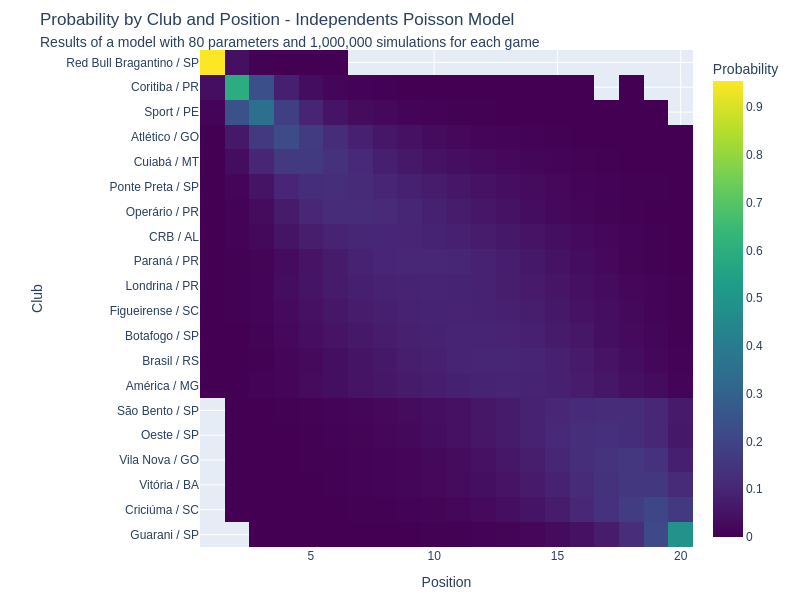 Probability by Club and Position - Independents Poisson Model
Results of a model with 80 parameters and 1,000,000 simulations for each game
Probability
Red Bull Bragantino / SP
Coritiba / PR
Sport / PE
Atlético / GO
Cuiabá / MT
Ponte Preta / SP
Operário / PR
CRB / AL
Paraná / PR
Londrina / PR
Figueirense / SC
Botafogo / SP
Brasil / RS
América / MG
São Bento / SP
Oeste / SP
Vila Nova / GO
Vitória / BA
Criciúma / SC
Guarani / SP
Club
5
10
15
20
Position
0.9
0.8
0.7
0.6
0.5
0.4
0.3
0.2
0.1
0